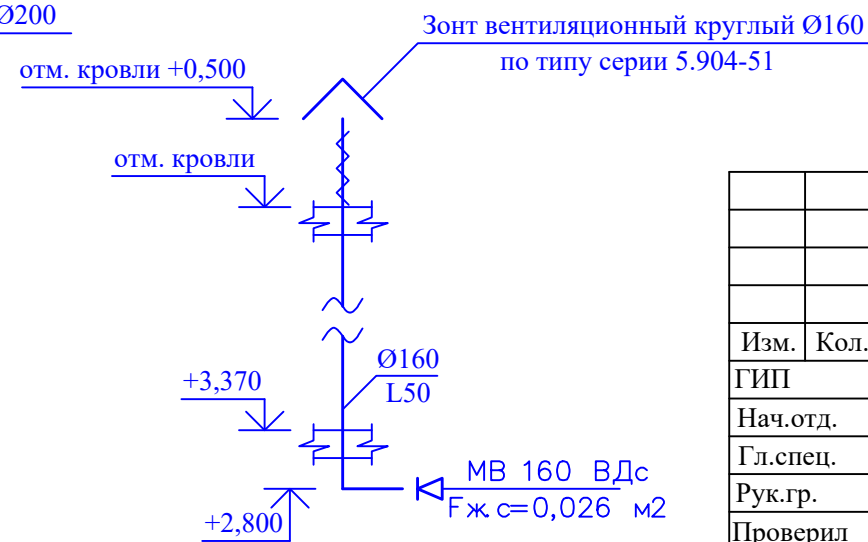 Ø200
Зонт вентиляционный круглый Ø160
по типу серии 5.904-51
отм. кровли +0,500
отм. кровли
Ø160
L50
+3,370
МВ 160 ВДс
Fж.с=0,026 м2
+2,800
Изм. Кол.
ГИП
Нач.отд.
Гл.спец.
Рук.гр.
Проверил